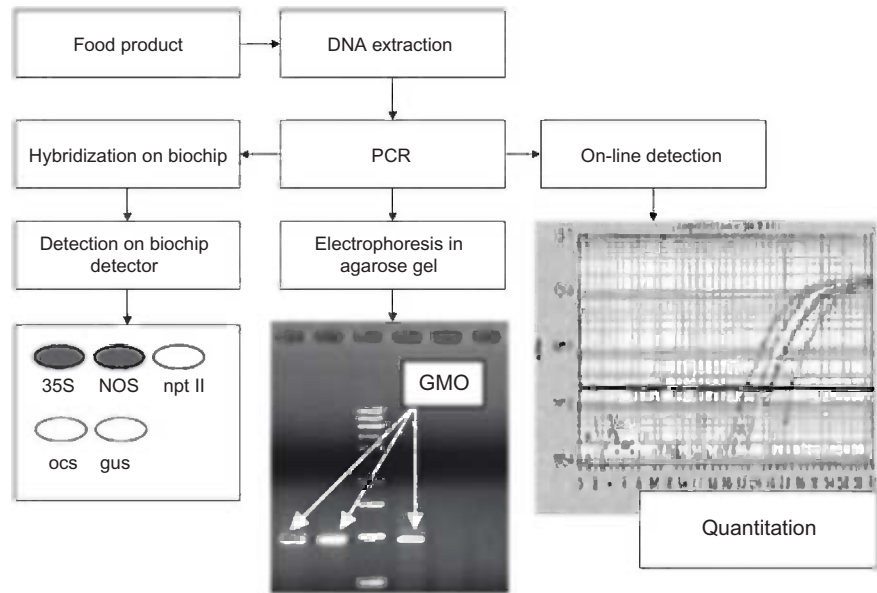 Food product
DNA extraction
Hybridization on biochip
PCR
On-line detection
Detection on biochip
detector
Electrophoresis in
agarose gel
35S NOS npt II
ocs gus
GMO
Quantitation